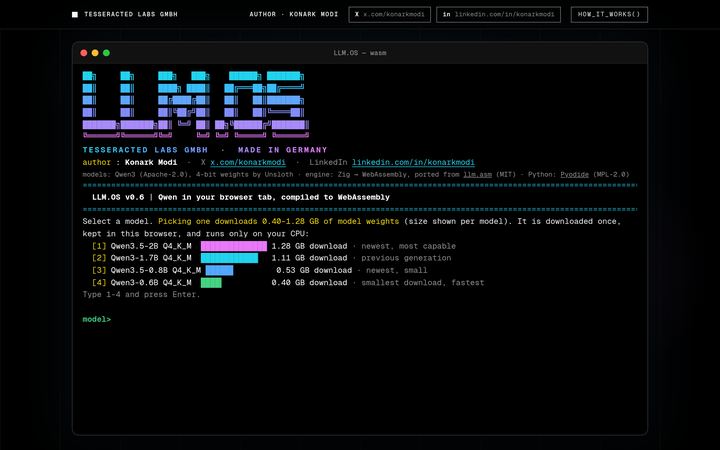 TESSERACTED LABS GMBH
AUTHOR · KONARK MODI
X x.com/konarkmodi
in linkedin.com/in/konarkmodi
HOW_IT_WORKS()
LLM.OS — wasm
LLM.OS
TESSERACTED LABS GMBH · MADE IN GERMANY
author : Konark Modi · X x.com/konarkmodi · LinkedIn linkedin.com/in/konarkmodi
models: Qwen3 (Apache-2.0), 4-bit weights by Unsloth · engine: Zig → WebAssembly, ported from llm.asm (MIT) · Python: Pyodide (MPL-2.0)
LLM.OS v0.6 | Qwen in your browser tab, compiled to WebAssembly
Select a model. Picking one downloads 0.40–1.28 GB of model weights (size shown per model). It is downloaded once,
kept in this browser, and runs only on your CPU:
[1] Qwen3.5-2B Q4_K_M 1.28 GB download · newest, most capable
[2] Qwen3-1.7B Q4_K_M 1.11 GB download · previous generation
[3] Qwen3.5-0.8B Q4_K_M 0.53 GB download · newest, small
[4] Qwen3-0.6B Q4_K_M 0.40 GB download · smallest download, fastest
Type 1-4 and press Enter.
model>